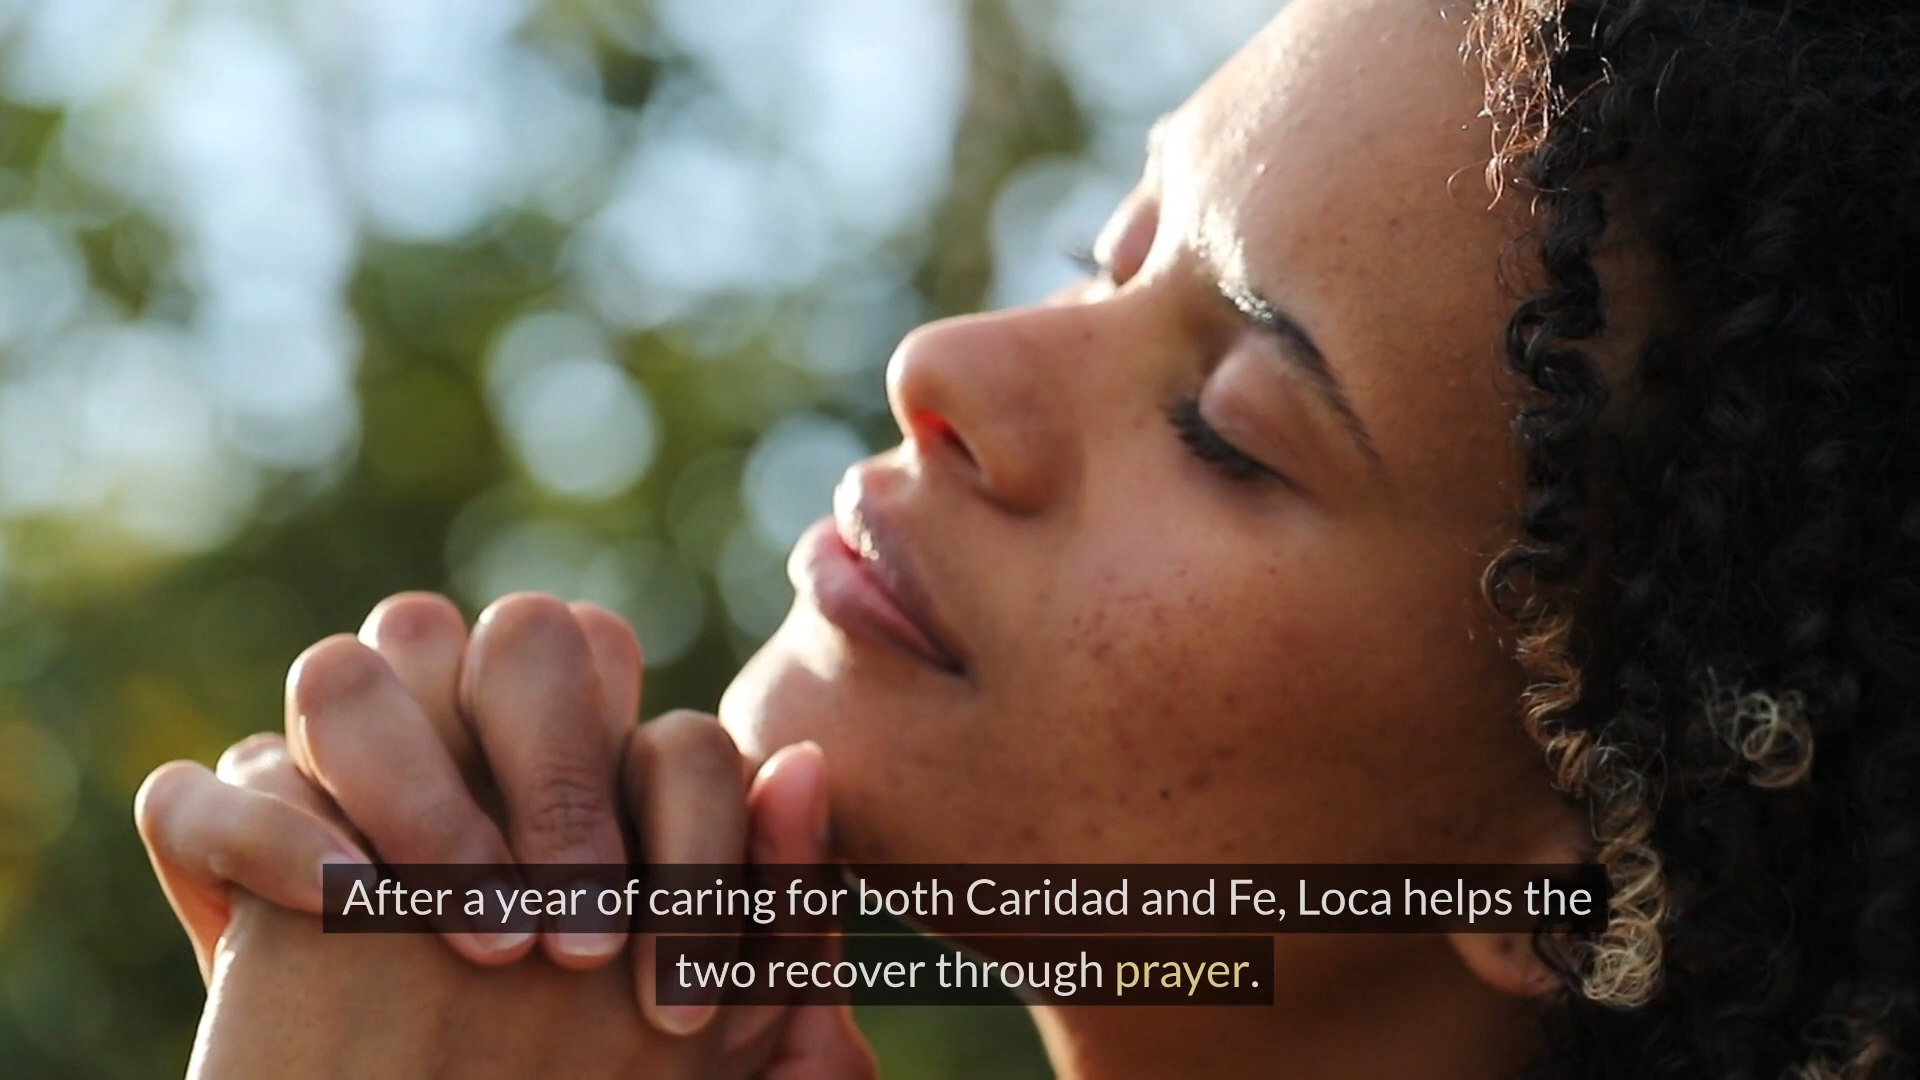 After a year of caring for both Caridad and Fe, Loca helps the
two recover through prayer.